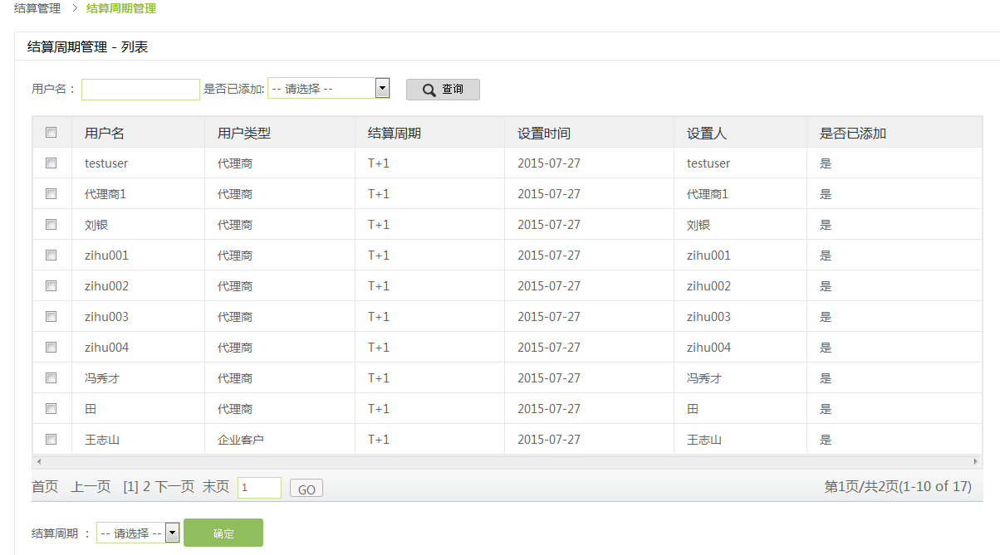 结算管理 > 结算周期管理
结算周期管理 - 列表
用户名： 是否已添加: -- 请选择 -- 查询
用户名 用户类型 结算周期 设置时间 设置人 是否已添加
testuser 代理商 T+1 2015-07-27 testuser 是
代理商1 代理商 T+1 2015-07-27 代理商1 是
刘银 代理商 T+1 2015-07-27 刘银 是
zihu001 代理商 T+1 2015-07-27 zihu001 是
zihu002 代理商 T+1 2015-07-27 zihu002 是
zihu003 代理商 T+1 2015-07-27 zihu003 是
zihu004 代理商 T+1 2015-07-27 zihu004 是
冯秀才 代理商 T+1 2015-07-27 冯秀才 是
田 代理商 T+1 2015-07-27 田 是
王志山 企业客户 T+1 2015-07-27 王志山 是
首页 上一页 [1] 2 下一页 末页 1 GO 第1页/共2页(1-10 of 17)
结算周期 ： -- 请选择 -- 确定